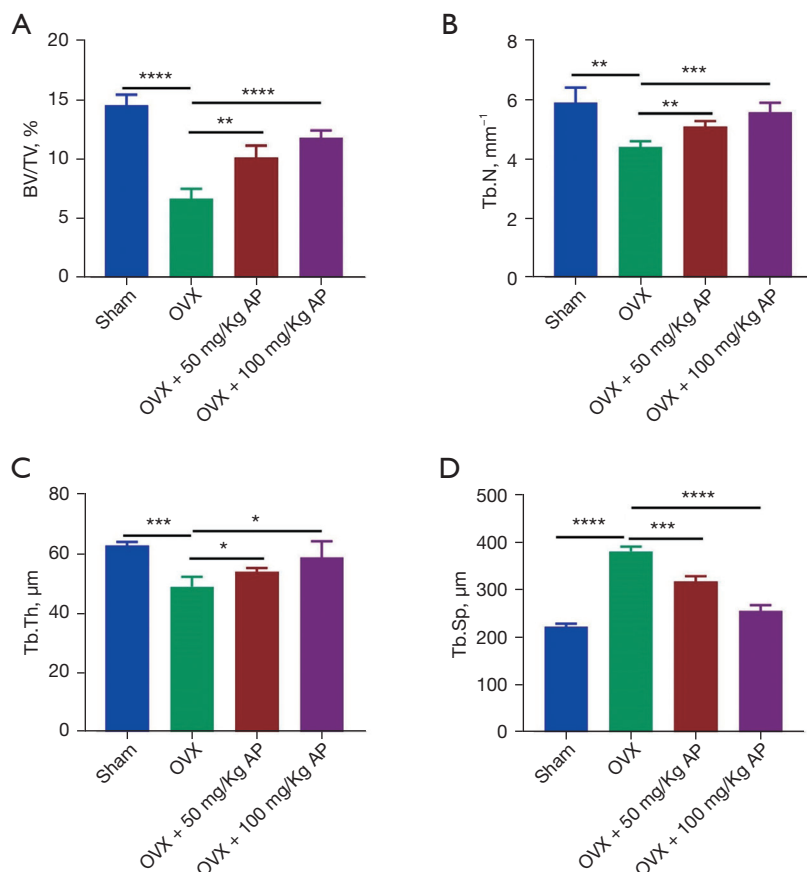 A
20
15
10
5
0
BV/TV, %
****
****
**
Sham
OVX
OVX + 50 mg/Kg AP
OVX + 100 mg/Kg AP
B
8
6
4
2
0
Tb.N, mm⁻¹
**
***
**
Sham
OVX
OVX + 50 mg/Kg AP
OVX + 100 mg/Kg AP
C
80
60
40
20
0
Tb.Th, µm
***
*
*
Sham
OVX
OVX + 50 mg/Kg AP
OVX + 100 mg/Kg AP
D
500
400
300
200
100
0
Tb.Sp, µm
****
****
***
Sham
OVX
OVX + 50 mg/Kg AP
OVX + 100 mg/Kg AP